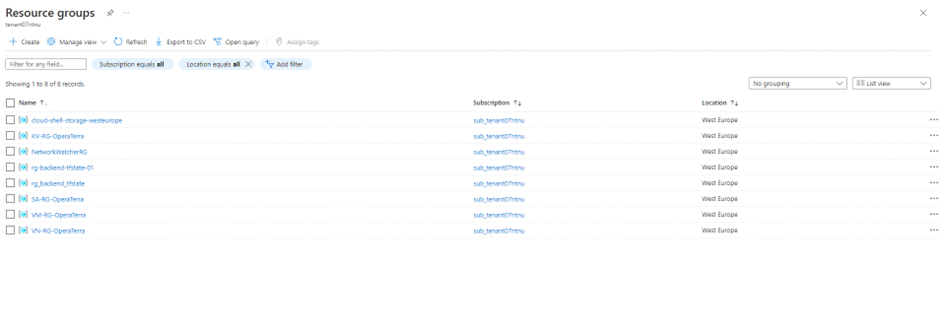 Resource groups
tenant07ntnu
Create Manage view Refresh Export to CSV Open query Assign tags
Filter for any field... Subscription equals all Location equals all Add filter
Showing 1 to 8 of 8 records.
No grouping List view
Name Subscription Location
cloud-shell-storage-westeurope sub_tenant07ntnu West Europe
KV-RG-OperaTerra sub_tenant07ntnu West Europe
NetworkWatcherRG sub_tenant07ntnu West Europe
rg-backend-tfstate-01 sub_tenant07ntnu West Europe
rg_backend_tfstate sub_tenant07ntnu West Europe
SA-RG-OperaTerra sub_tenant07ntnu West Europe
VM-RG-OperaTerra sub_tenant07ntnu West Europe
VN-RG-OperaTerra sub_tenant07ntnu West Europe